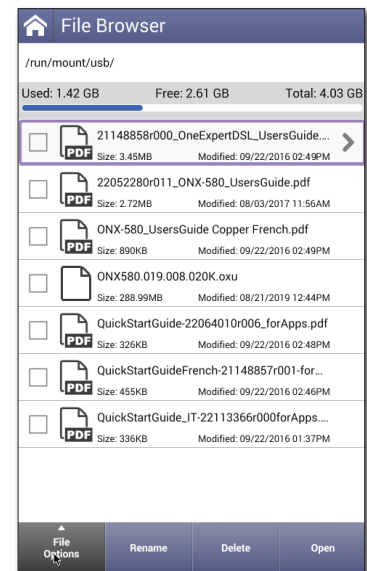 File Browser
/run/mount/usb/
Used: 1.42 GB Free: 2.61 GB Total: 4.03 GB
21148858r000_OneExpertDSL_UsersGuide....
PDF Size: 3.45MB Modified: 09/22/2016 02:49PM
22052280r011_ONX-580_UsersGuide.pdf
PDF Size: 2.72MB Modified: 08/03/2017 11:56AM
ONX-580_UsersGuide Copper French.pdf
PDF Size: 890KB Modified: 09/22/2016 02:49PM
ONX580.019.008.020K.oxu
Size: 288.99MB Modified: 08/21/2019 12:44PM
QuickStartGuide-22064010r006_forApps.pdf
PDF Size: 326KB Modified: 09/22/2016 02:48PM
QuickStartGuideFrench-21148857r001-for...
PDF Size: 455KB Modified: 09/22/2016 02:46PM
QuickStartGuide_IT-22113366r000forApps....
PDF Size: 336KB Modified: 09/22/2016 01:37PM
File Options Rename Delete Open